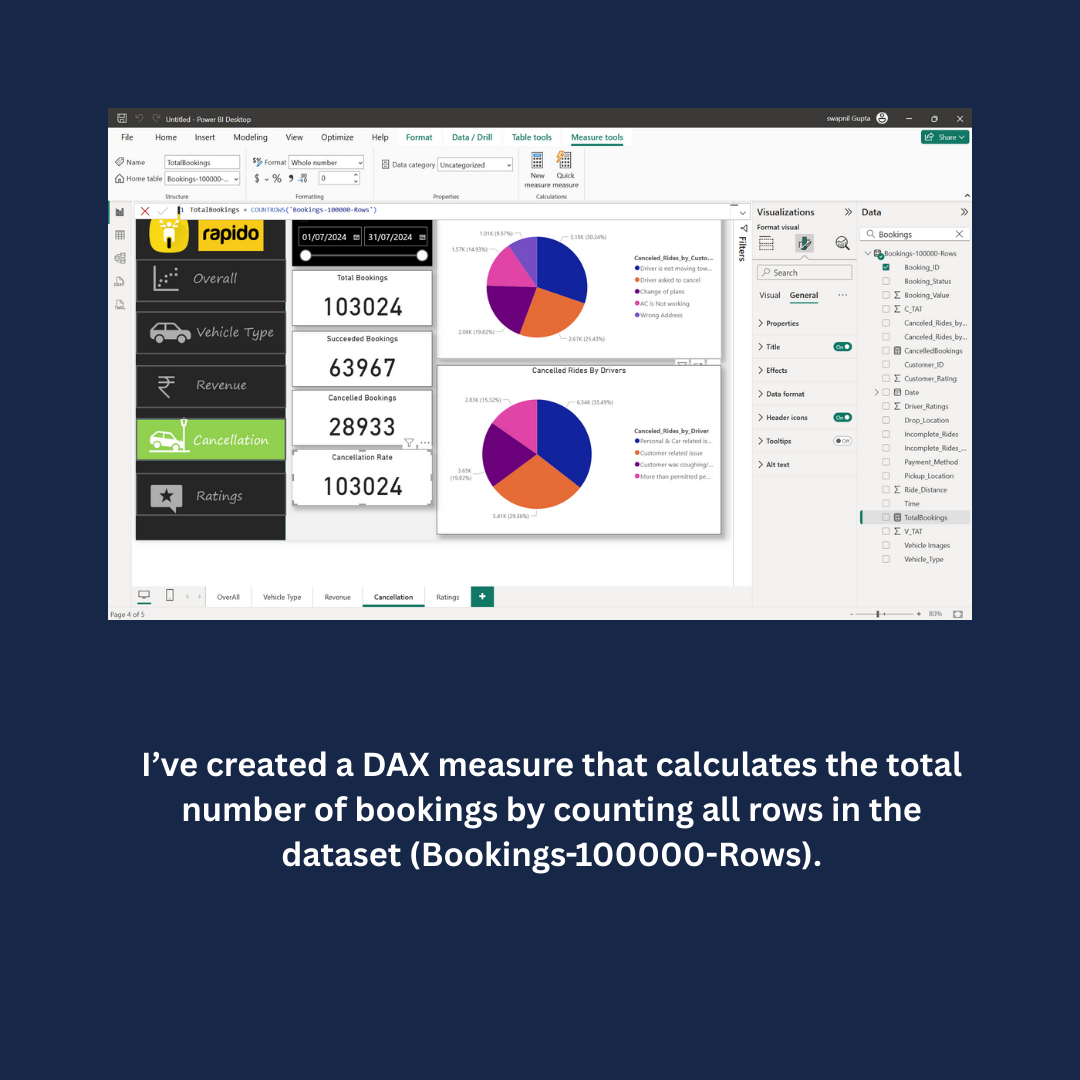 Untitled - Power BI Desktop
swapnil Gupta
File Home Insert Modeling View Optimize Help Format Data / Drill Table tools Measure tools
Share
Name TotalBookings
Format Whole number
Data category Uncategorized
Home table Bookings-100000-...
$ % 0
New measure
Quick measure
Structure Formatting Properties Calculations
1 TotalBookings = COUNTROWS('Bookings-100000-Rows')
rapido
Overall
Vehicle Type
Revenue
Cancellation
Ratings
01/07/2024 31/07/2024
Total Bookings
103024
Succeeded Bookings
63967
Cancelled Bookings
28933
Cancellation Rate
103024
1.01K (9.57%)
3.18K (30.24%)
1.57K (14.93%)
2.08K (19.82%)
2.67K (25.43%)
Canceled_Rides_by_Custo...
Driver is not moving tow...
Driver asked to cancel
Change of plans
AC is Not working
Wrong Address
Cancelled Rides By Drivers
2.83K (15.32%)
6.54K (35.49%)
3.65K
(19.82%)
5.41K (29.36%)
Canceled_Rides_by_Driver
Personal & Car related is...
Customer related issue
Customer was coughing/...
More than permitted pe...
Filters
Visualizations
Format visual
Search
Visual General ...
Properties
Title On
Effects
Data format
Header icons On
Tooltips Off
Alt text
Data
Bookings
Bookings-100000-Rows
Booking_ID
Booking_Status
Booking_Value
C_TAT
Canceled_Rides_by...
Canceled_Rides_by...
CancelledBookings
Customer_ID
Customer_Rating
Date
Driver_Ratings
Drop_Location
Incomplete_Rides
Incomplete_Rides_...
Payment_Method
Pickup_Location
Ride_Distance
Time
TotalBookings
V_TAT
Vehicle Images
Vehicle_Type
OverAll Vehicle Type Revenue Cancellation Ratings +
Page 4 of 5
- + 80%
I’ve created a DAX measure that calculates the total
number of bookings by counting all rows in the
dataset (Bookings-100000-Rows).